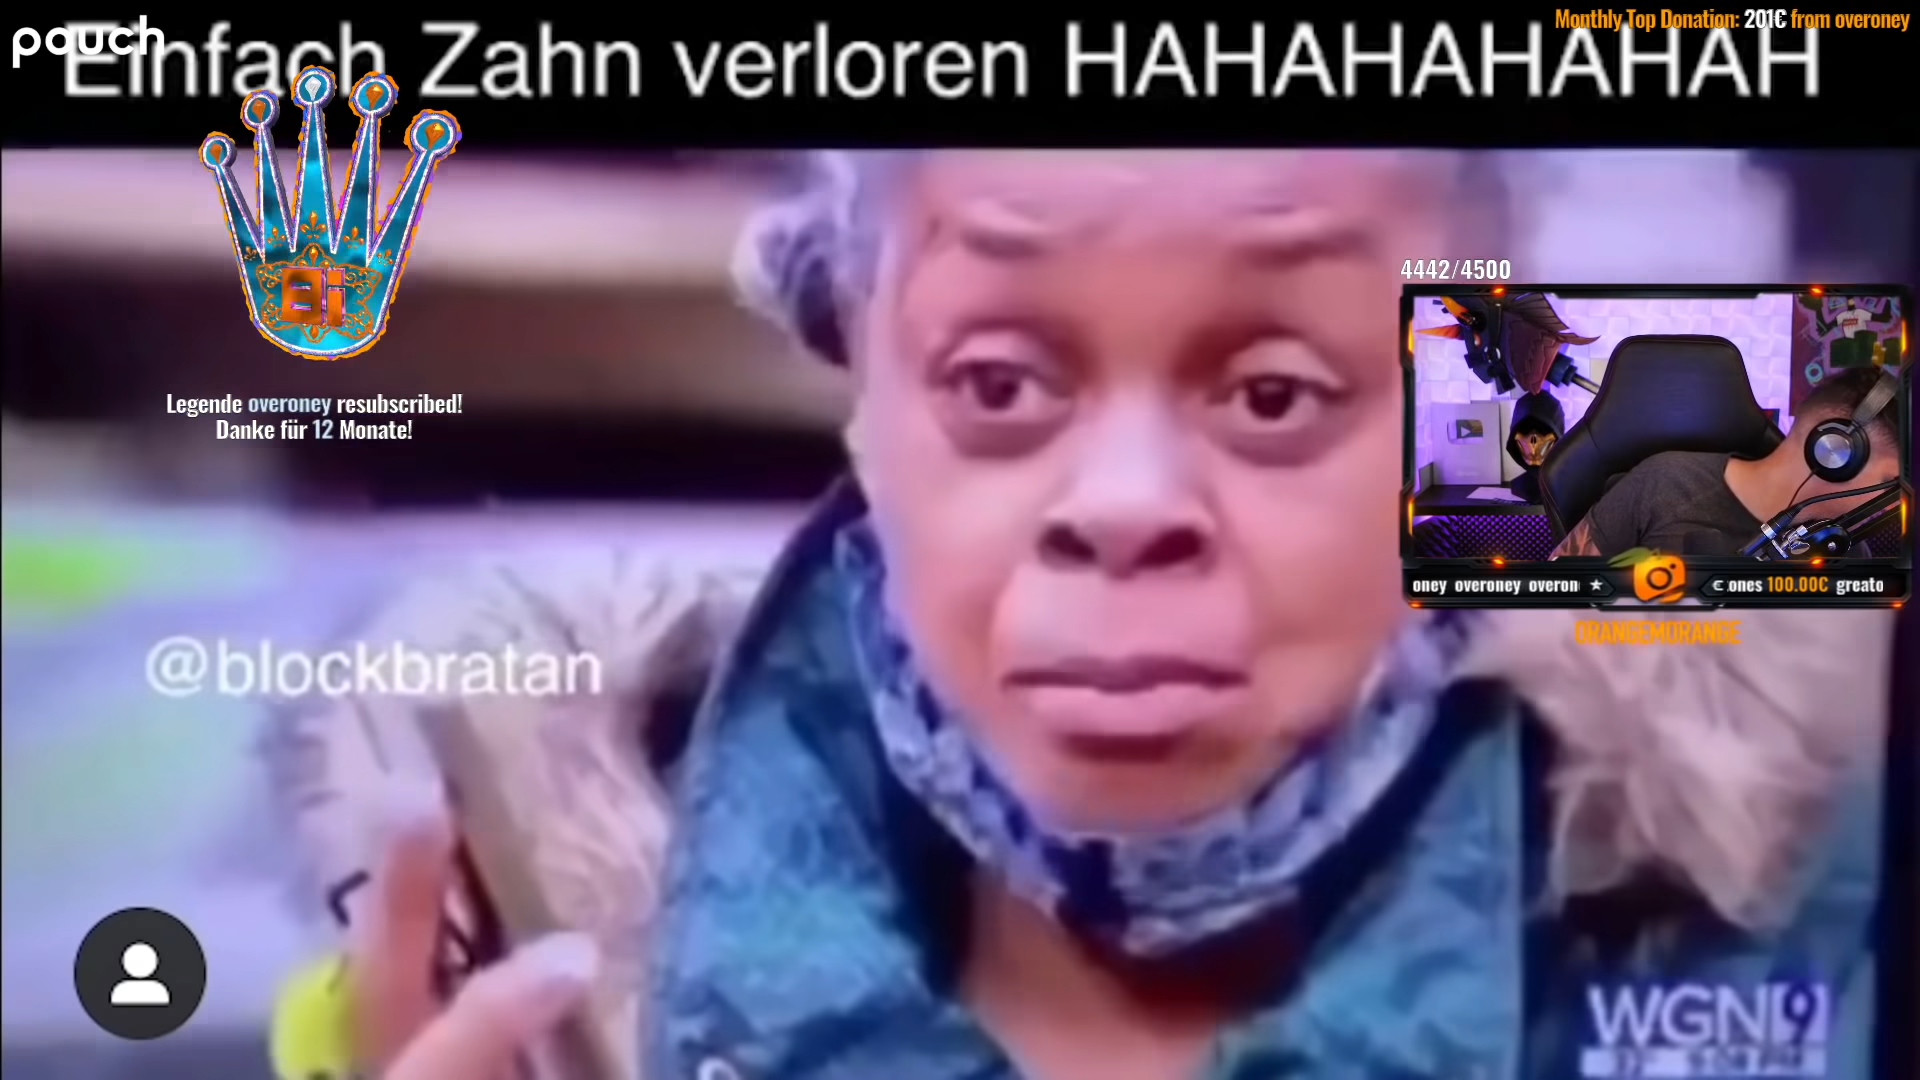 Monthly Top Donation: 201€ from overoney
pouch
Einfach Zahn verloren HAHAHAHAHAH
4442/4500
Legende overoney resubscribed!
Danke für 12 Monate!
oney overoney overon
ones 100.00€ greato
ORANGEMORANGE
@blockbratan
WGN 9